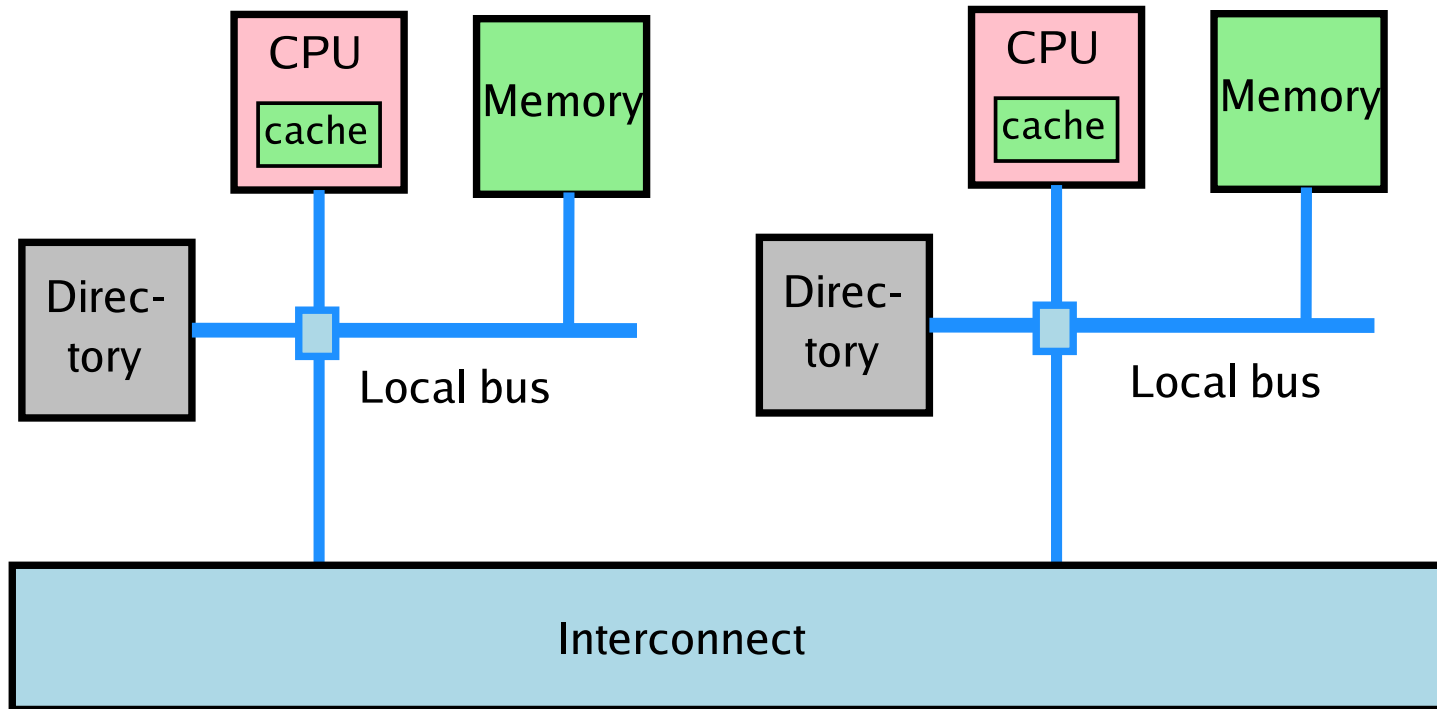 CPU
cache
Memory
Direc-
tory
Local bus
CPU
cache
Memory
Direc-
tory
Local bus
Interconnect